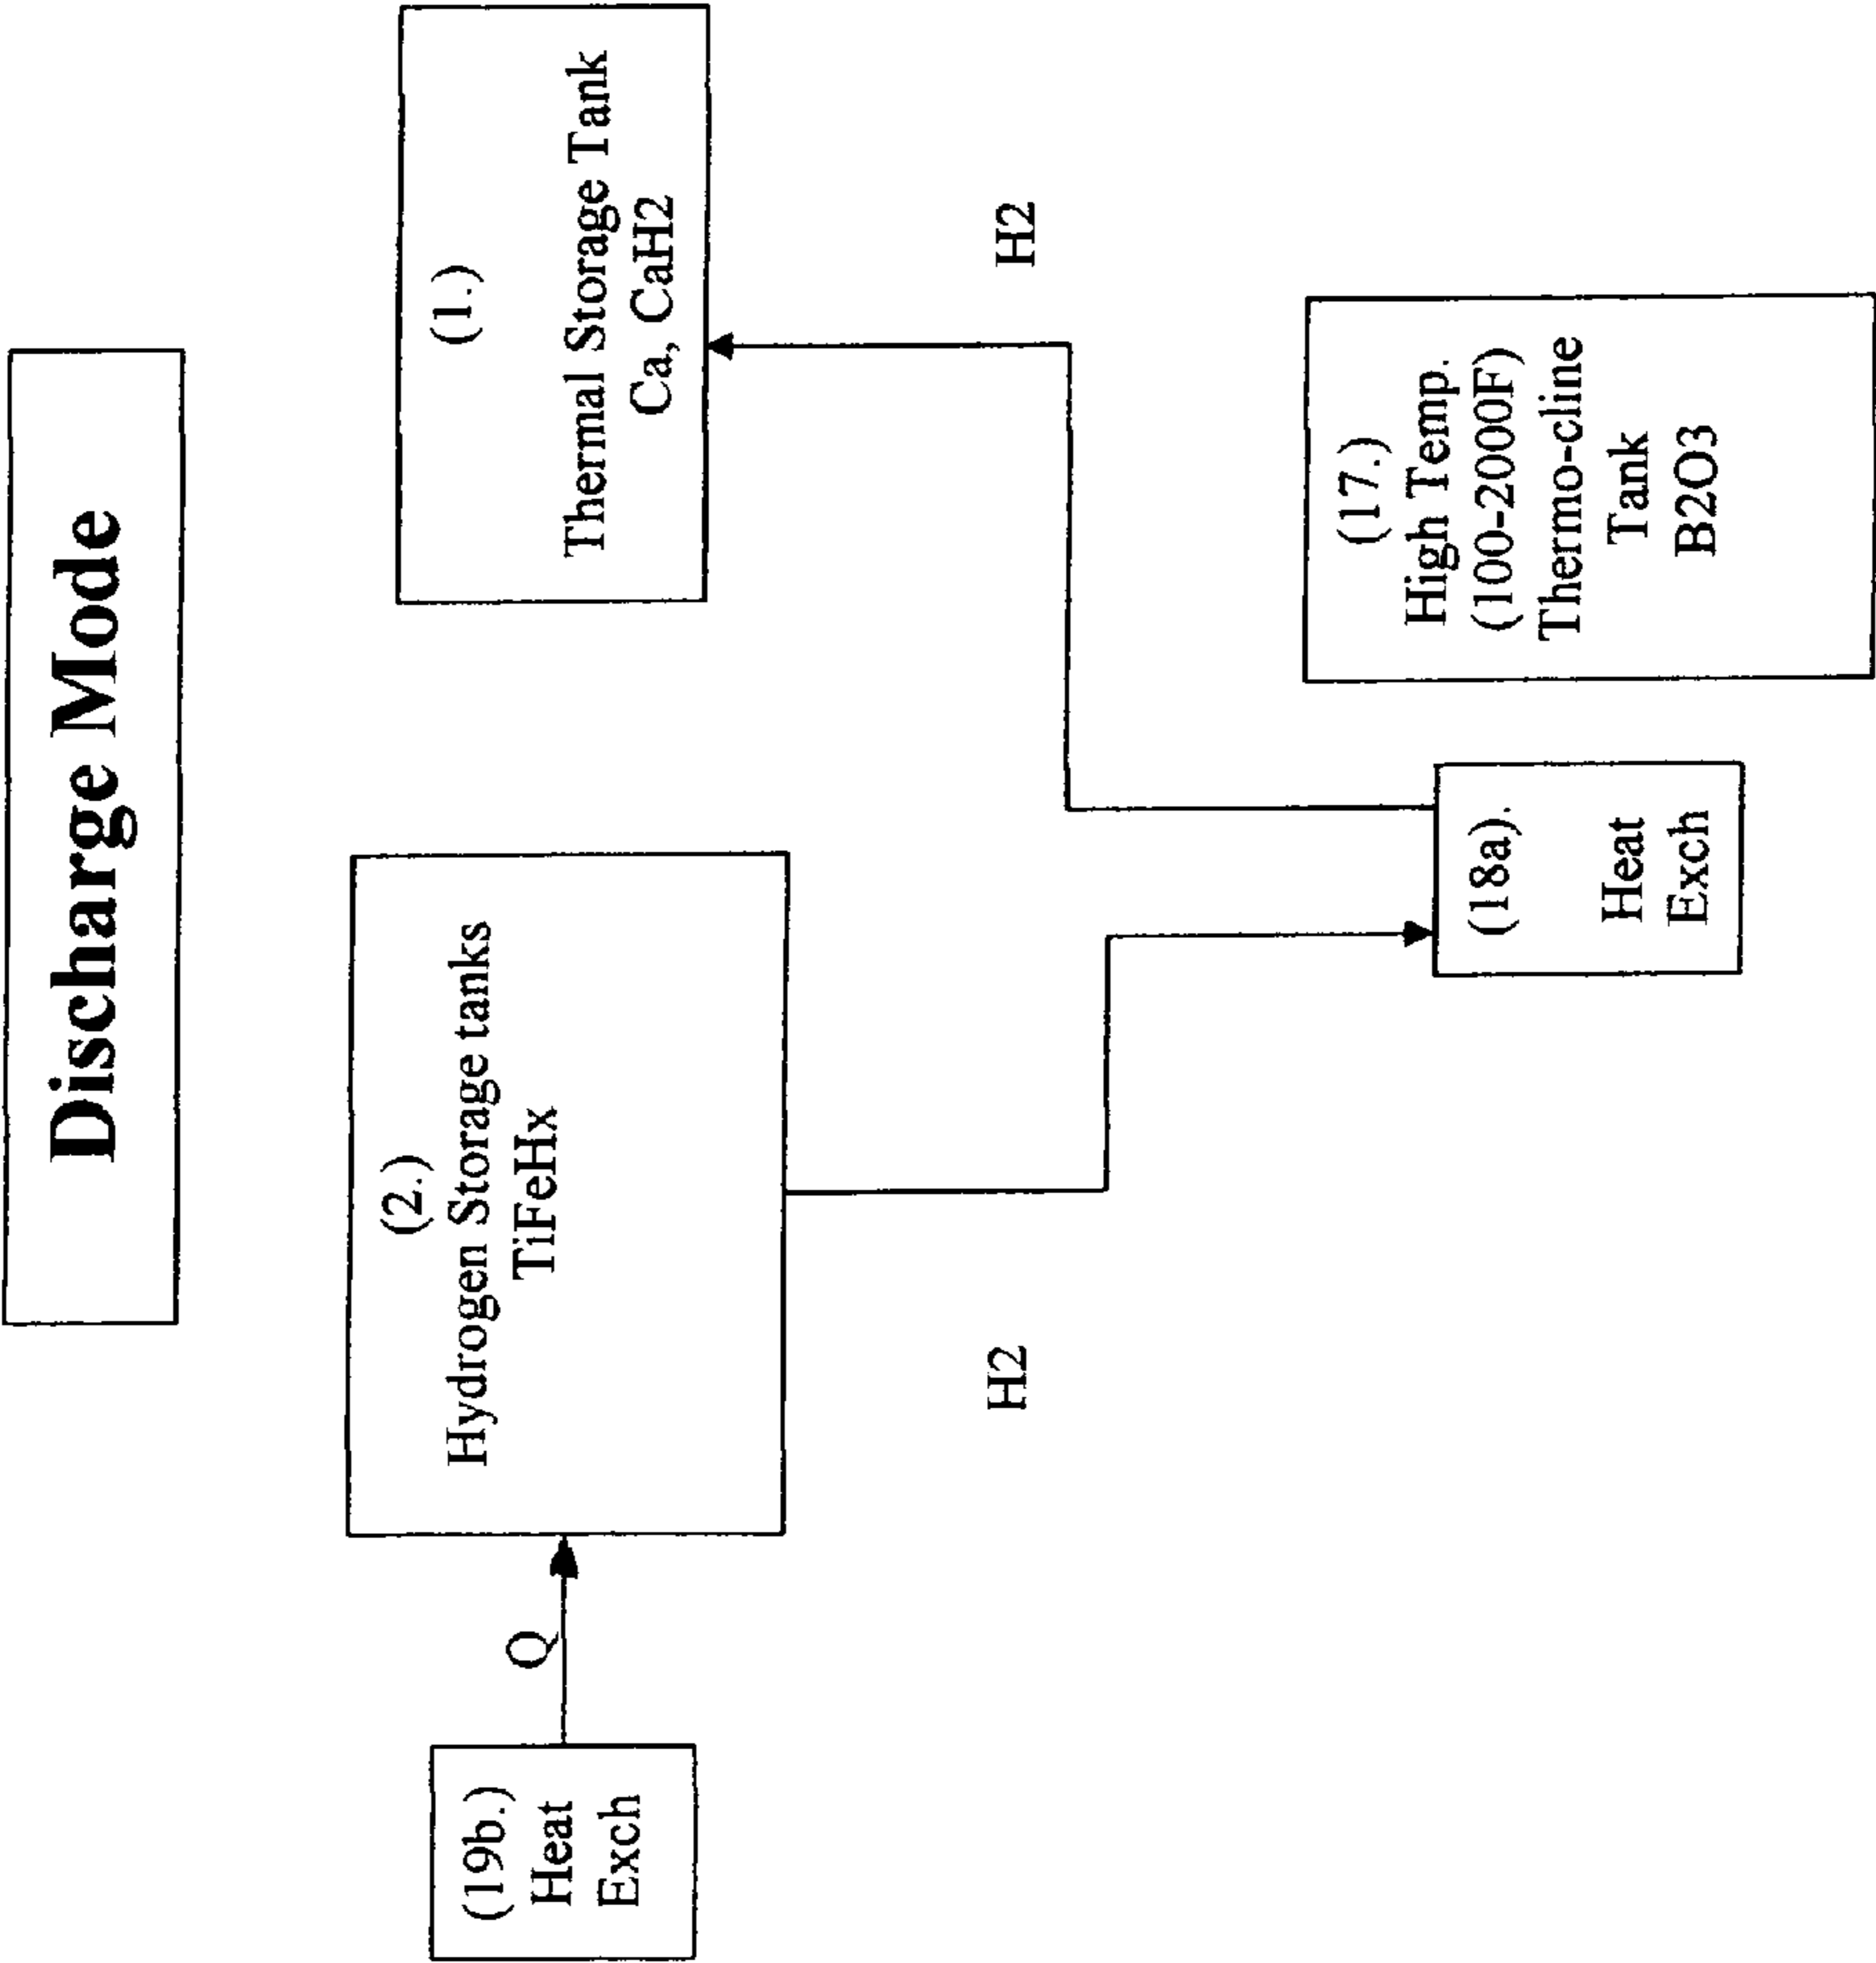 Discharge Mode
(19b.)
Heat
Exch
Q
(2.)
Hydrogen Storage tanks
TiFeHx
(1.)
Thermal Storage Tank
Ca, CaH2
H2
H2
(18a).
Heat
Exch
(17.)
High Temp.
(100-2000F)
Thermo-cline
Tank
B2O3